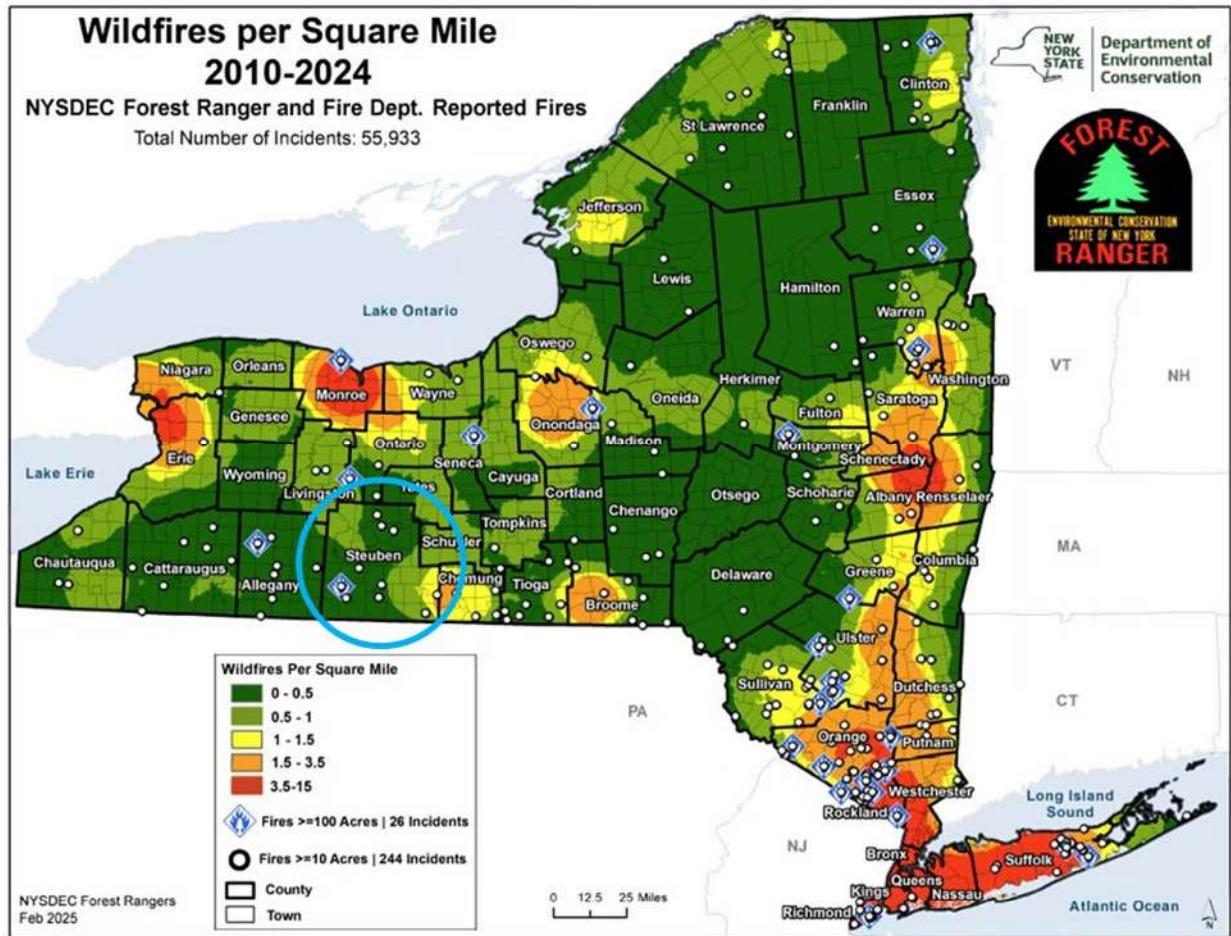 Wildfires per Square Mile
2010-2024
NYSDEC Forest Ranger and Fire Dept. Reported Fires
Total Number of Incidents: 55,933
NEW
YORK
STATE
Department of
Environmental
Conservation
FOREST
ENVIRONMENTAL CONSERVATION
STATE OF NEW YORK
RANGER
Clinton
Franklin
St Lawrence
Essex
Jefferson
Lewis
Hamilton
Warren
Lake Ontario
Oswego
Washington
VT
NH
Niagara
Orleans
Monroe
Wayne
Oneida
Herkimer
Fulton
Saratoga
Genesee
Onondaga
Madison
Montgomery
Ontario
Seneca
Schenectady
Erie
Wyoming
Cayuga
Lake Erie
Livingston
Yates
Cortland
Otsego
Schoharie
Albany
Rensselaer
Chenango
Tompkins
Steuben
Schuyler
MA
Chautauqua
Cattaraugus
Allegany
Chemung
Tioga
Broome
Delaware
Greene
Columbia
Ulster
Sullivan
Dutchess
PA
CT
Orange
Putnam
Westchester
Rockland
Long Island
Sound
NJ
Bronx
Suffolk
Queens
Kings
Nassau
Richmond
Atlantic Ocean
Wildfires Per Square Mile
0 - 0.5
0.5 - 1
1 - 1.5
1.5 - 3.5
3.5-15
Fires >=100 Acres | 26 Incidents
Fires >=10 Acres | 244 Incidents
County
Town
0 12.5 25 Miles
NYSDEC Forest Rangers
Feb 2025
N